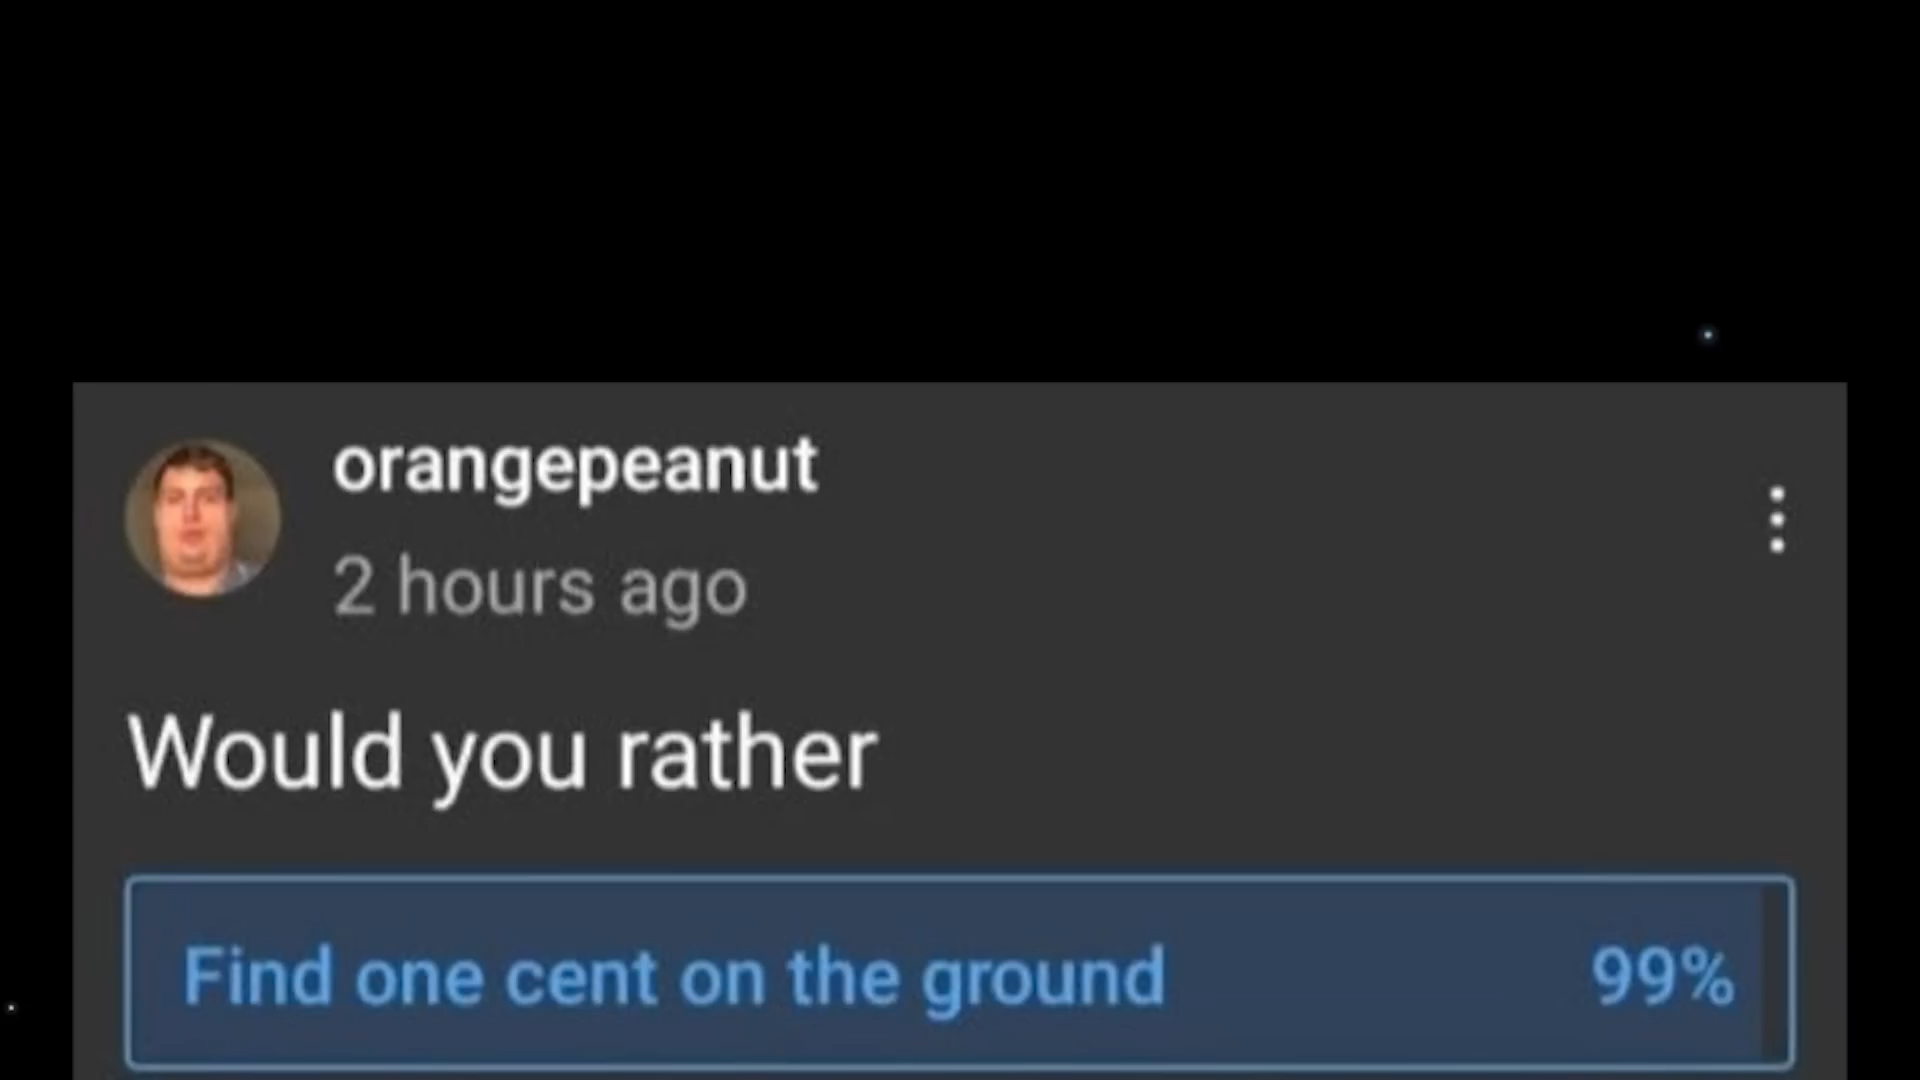 orangepeanut
2 hours ago
Would you rather
Find one cent on the ground 99%